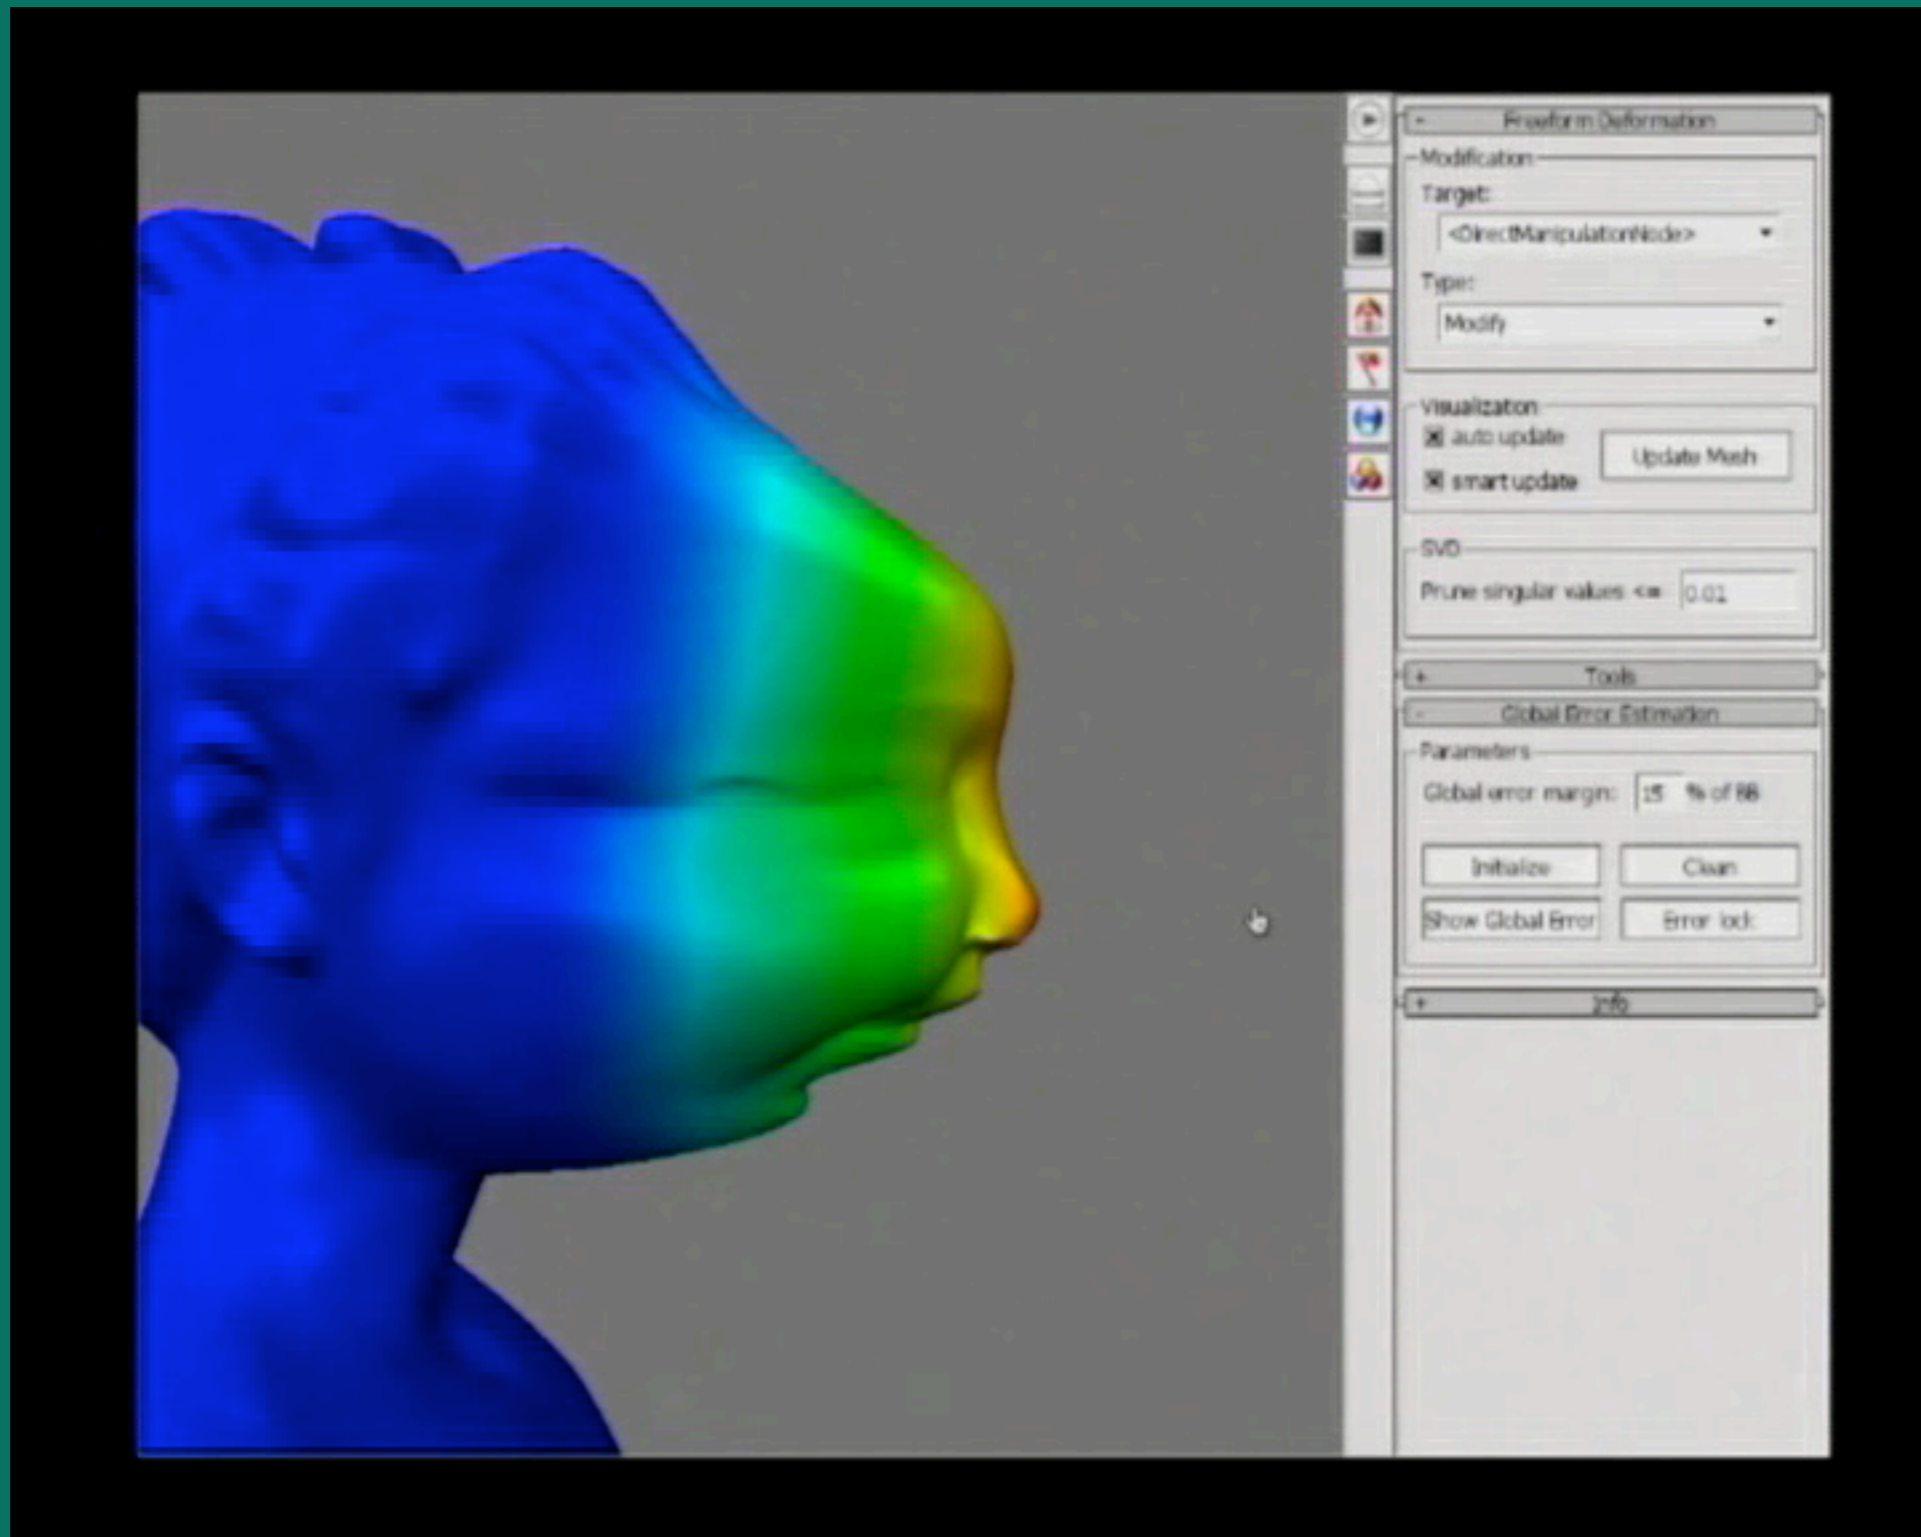 Freeform Deformation
Modification
Target:
<DirectManipulationNode>
Type:
Modify
Visualization
auto update
Update Mesh
smart update
SVD
Prune singular values <= 0.01
Tools
Global Error Estimation
Parameters
Global error margin: 15 % of BB
Initialize Clean
Show Global Error Error lock
Info